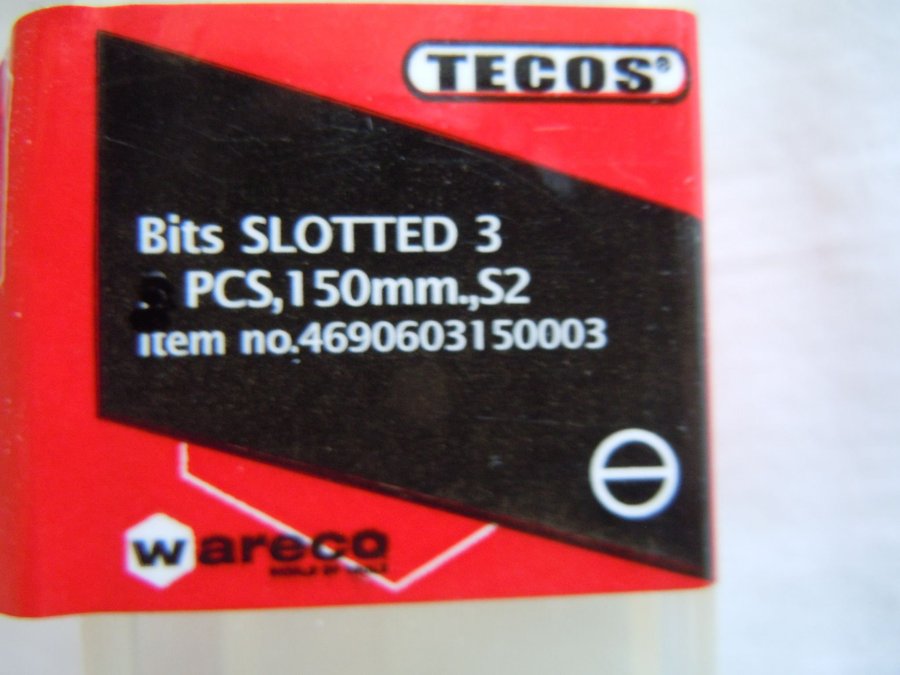 TECOS®
Bits SLOTTED 3
PCS,150mm.,S2
Item no.4690603150003
wareco